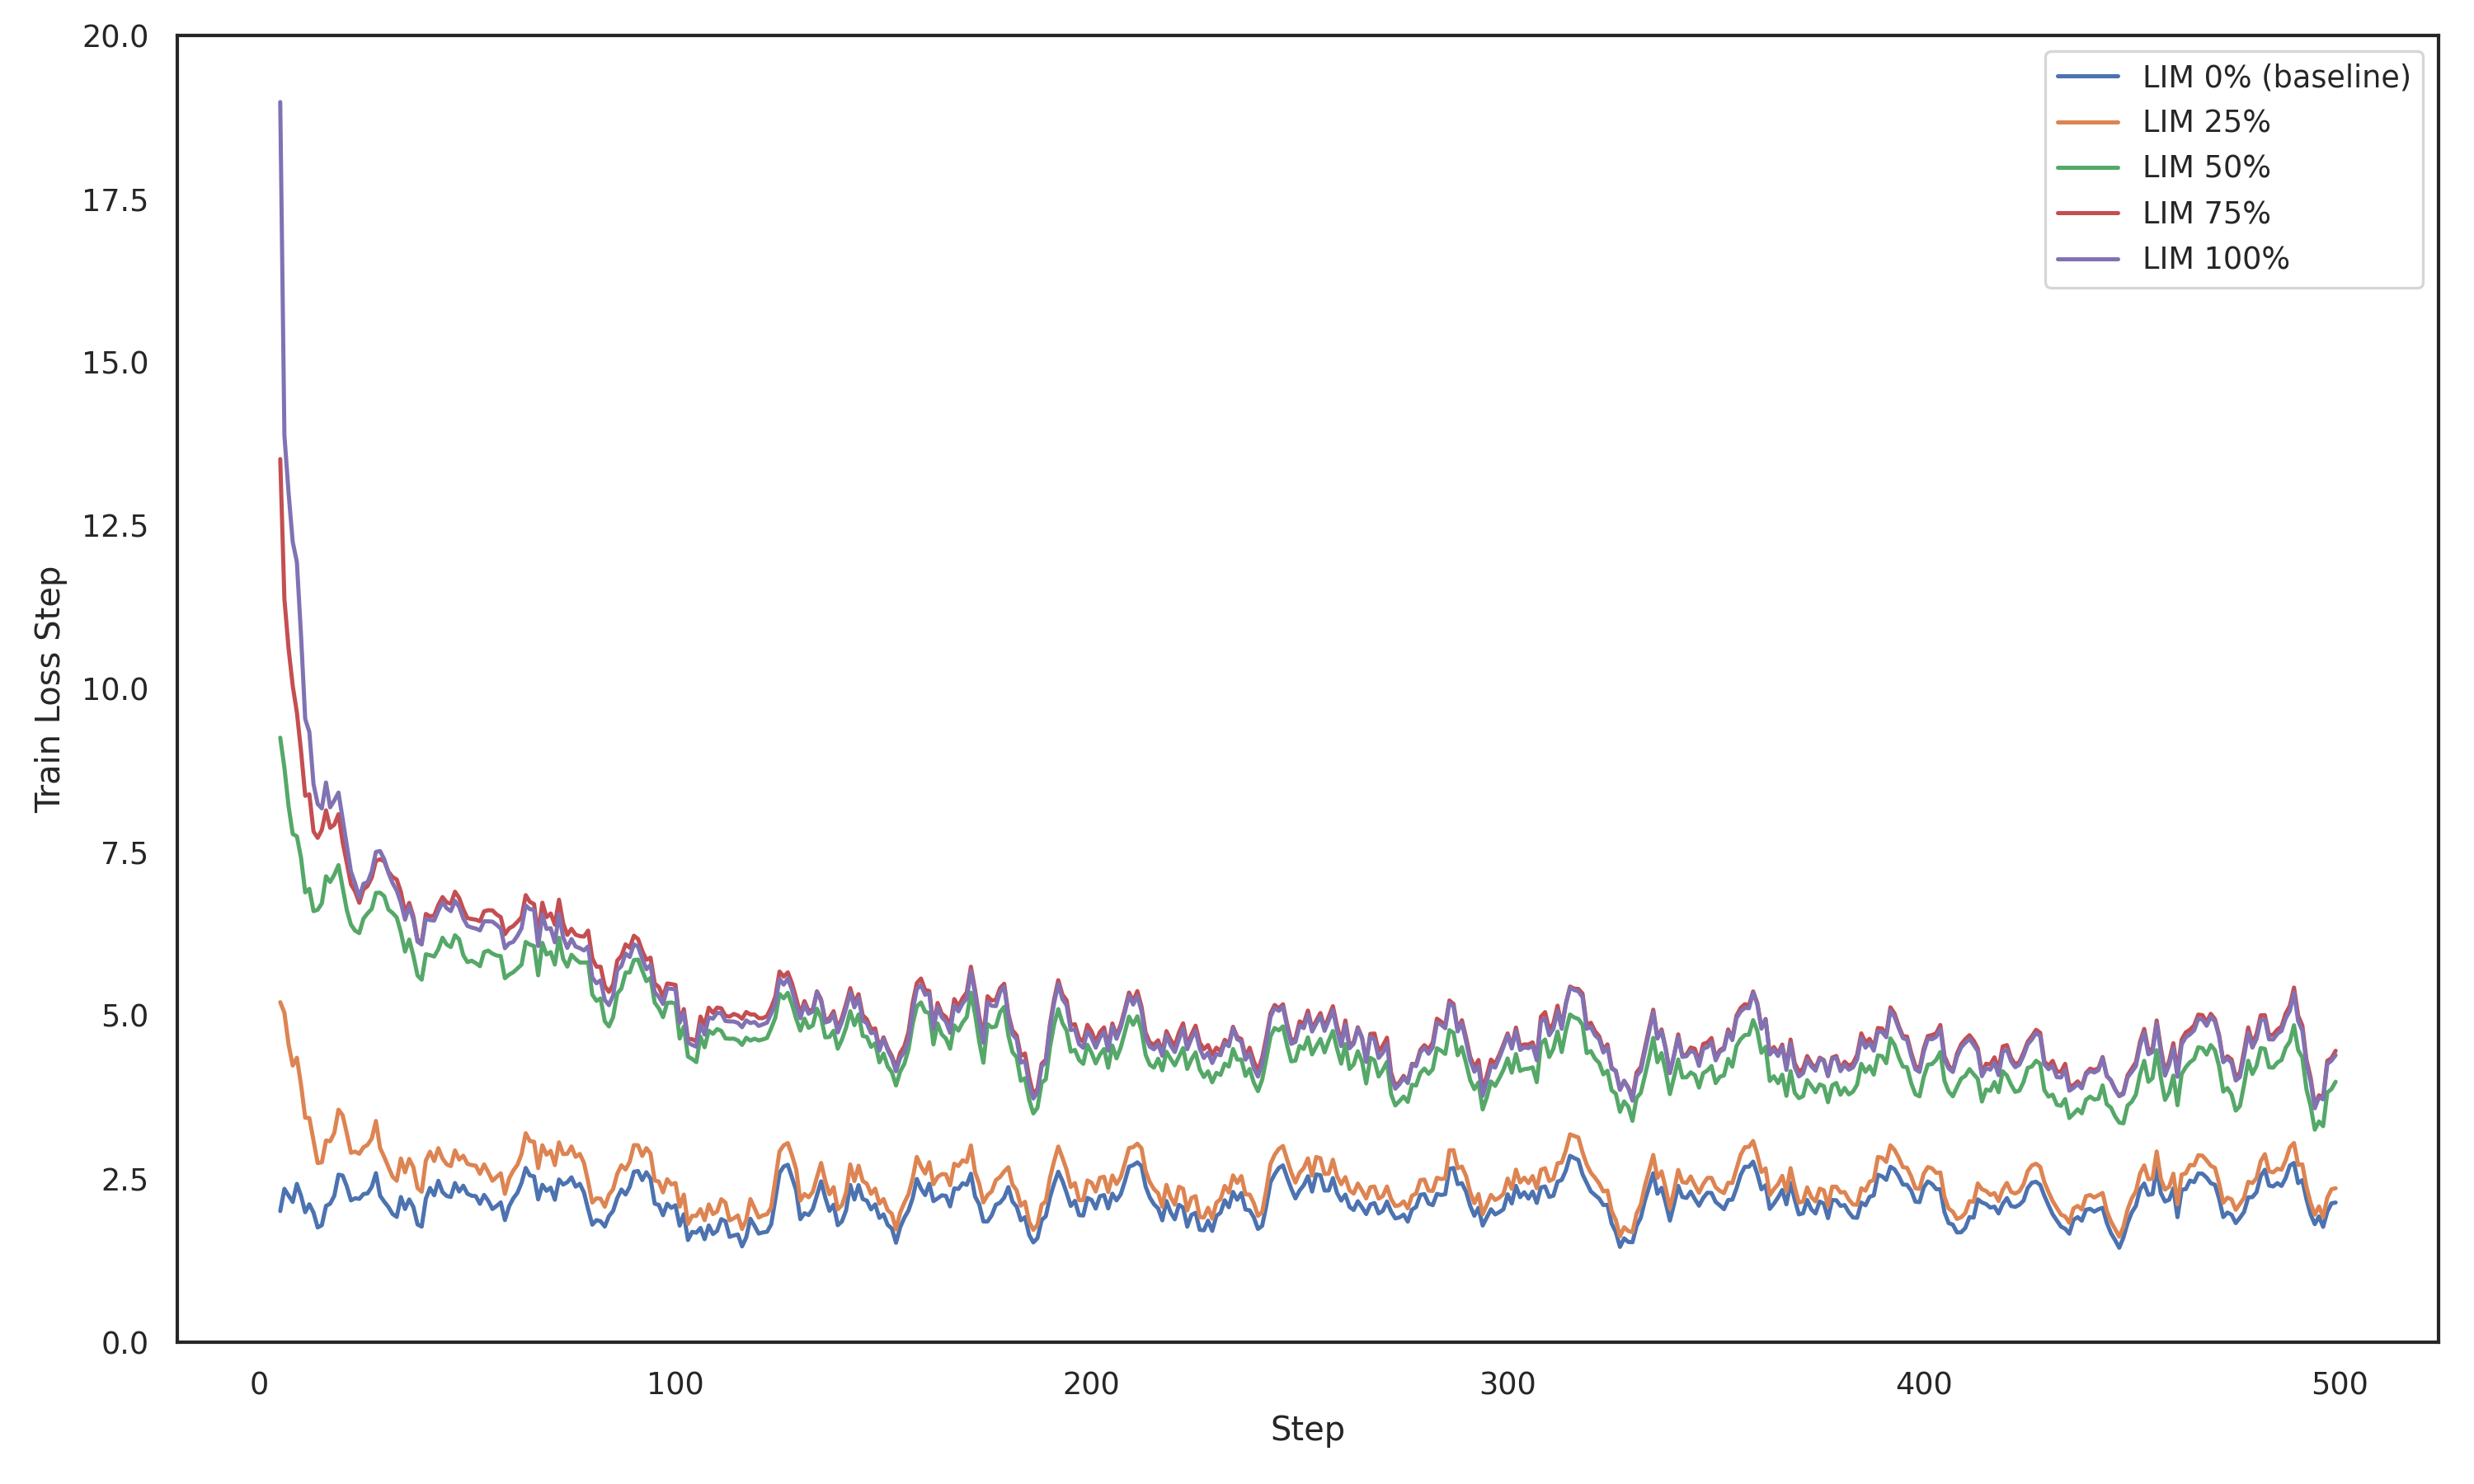 20.0
17.5
15.0
12.5
10.0
7.5
5.0
2.5
0.0
Train Loss Step
LIM 0% (baseline)
LIM 25%
LIM 50%
LIM 75%
LIM 100%
0 100 200 300 400 500
Step